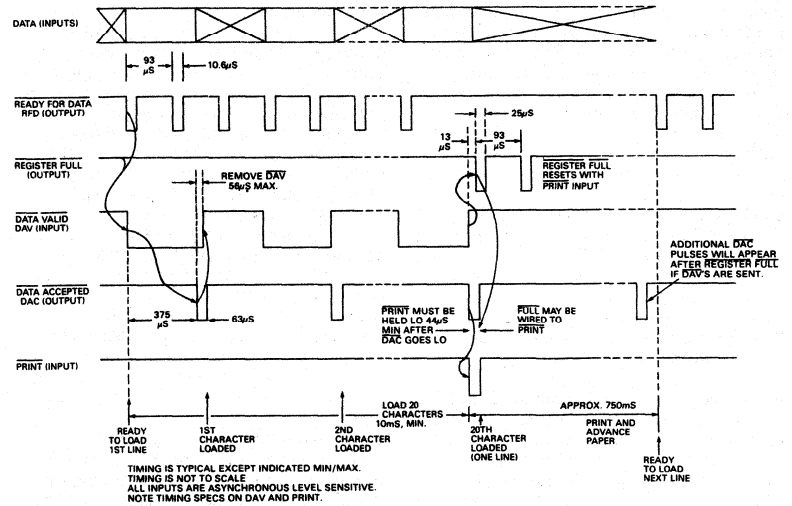 DATA (INPUTS)
93
µS
10.6µS
READY FOR DATA
RFD (OUTPUT)
25µS
13
µS
93
µS
REGISTER FULL
(OUTPUT)
REMOVE DAV
56µS MAX.
REGISTER FULL
RESETS WITH
PRINT INPUT
DATA VALID
DAV (INPUT)
ADDITIONAL DAC
PULSES WILL APPEAR
AFTER REGISTER FULL
IF DAV'S ARE SENT.
DATA ACCEPTED
DAC (OUTPUT)
375
µS
63µS
PRINT MUST BE
HELD LO 44µS
MIN AFTER
DAC GOES LO
FULL MAY BE
WIRED TO
PRINT
PRINT (INPUT)
LOAD 20
CHARACTERS
10mS, MIN.
APPROX. 750mS
PRINT AND
ADVANCE
PAPER
READY
TO LOAD
1ST LINE
1ST
CHARACTER
LOADED
2ND
CHARACTER
LOADED
20TH
CHARACTER
LOADED
(ONE LINE)
READY
TO LOAD
NEXT LINE
TIMING IS TYPICAL EXCEPT INDICATED MIN/MAX.
TIMING IS NOT TO SCALE
ALL INPUTS ARE ASYNCHRONOUS LEVEL SENSITIVE.
NOTE TIMING SPECS ON DAV AND PRINT.